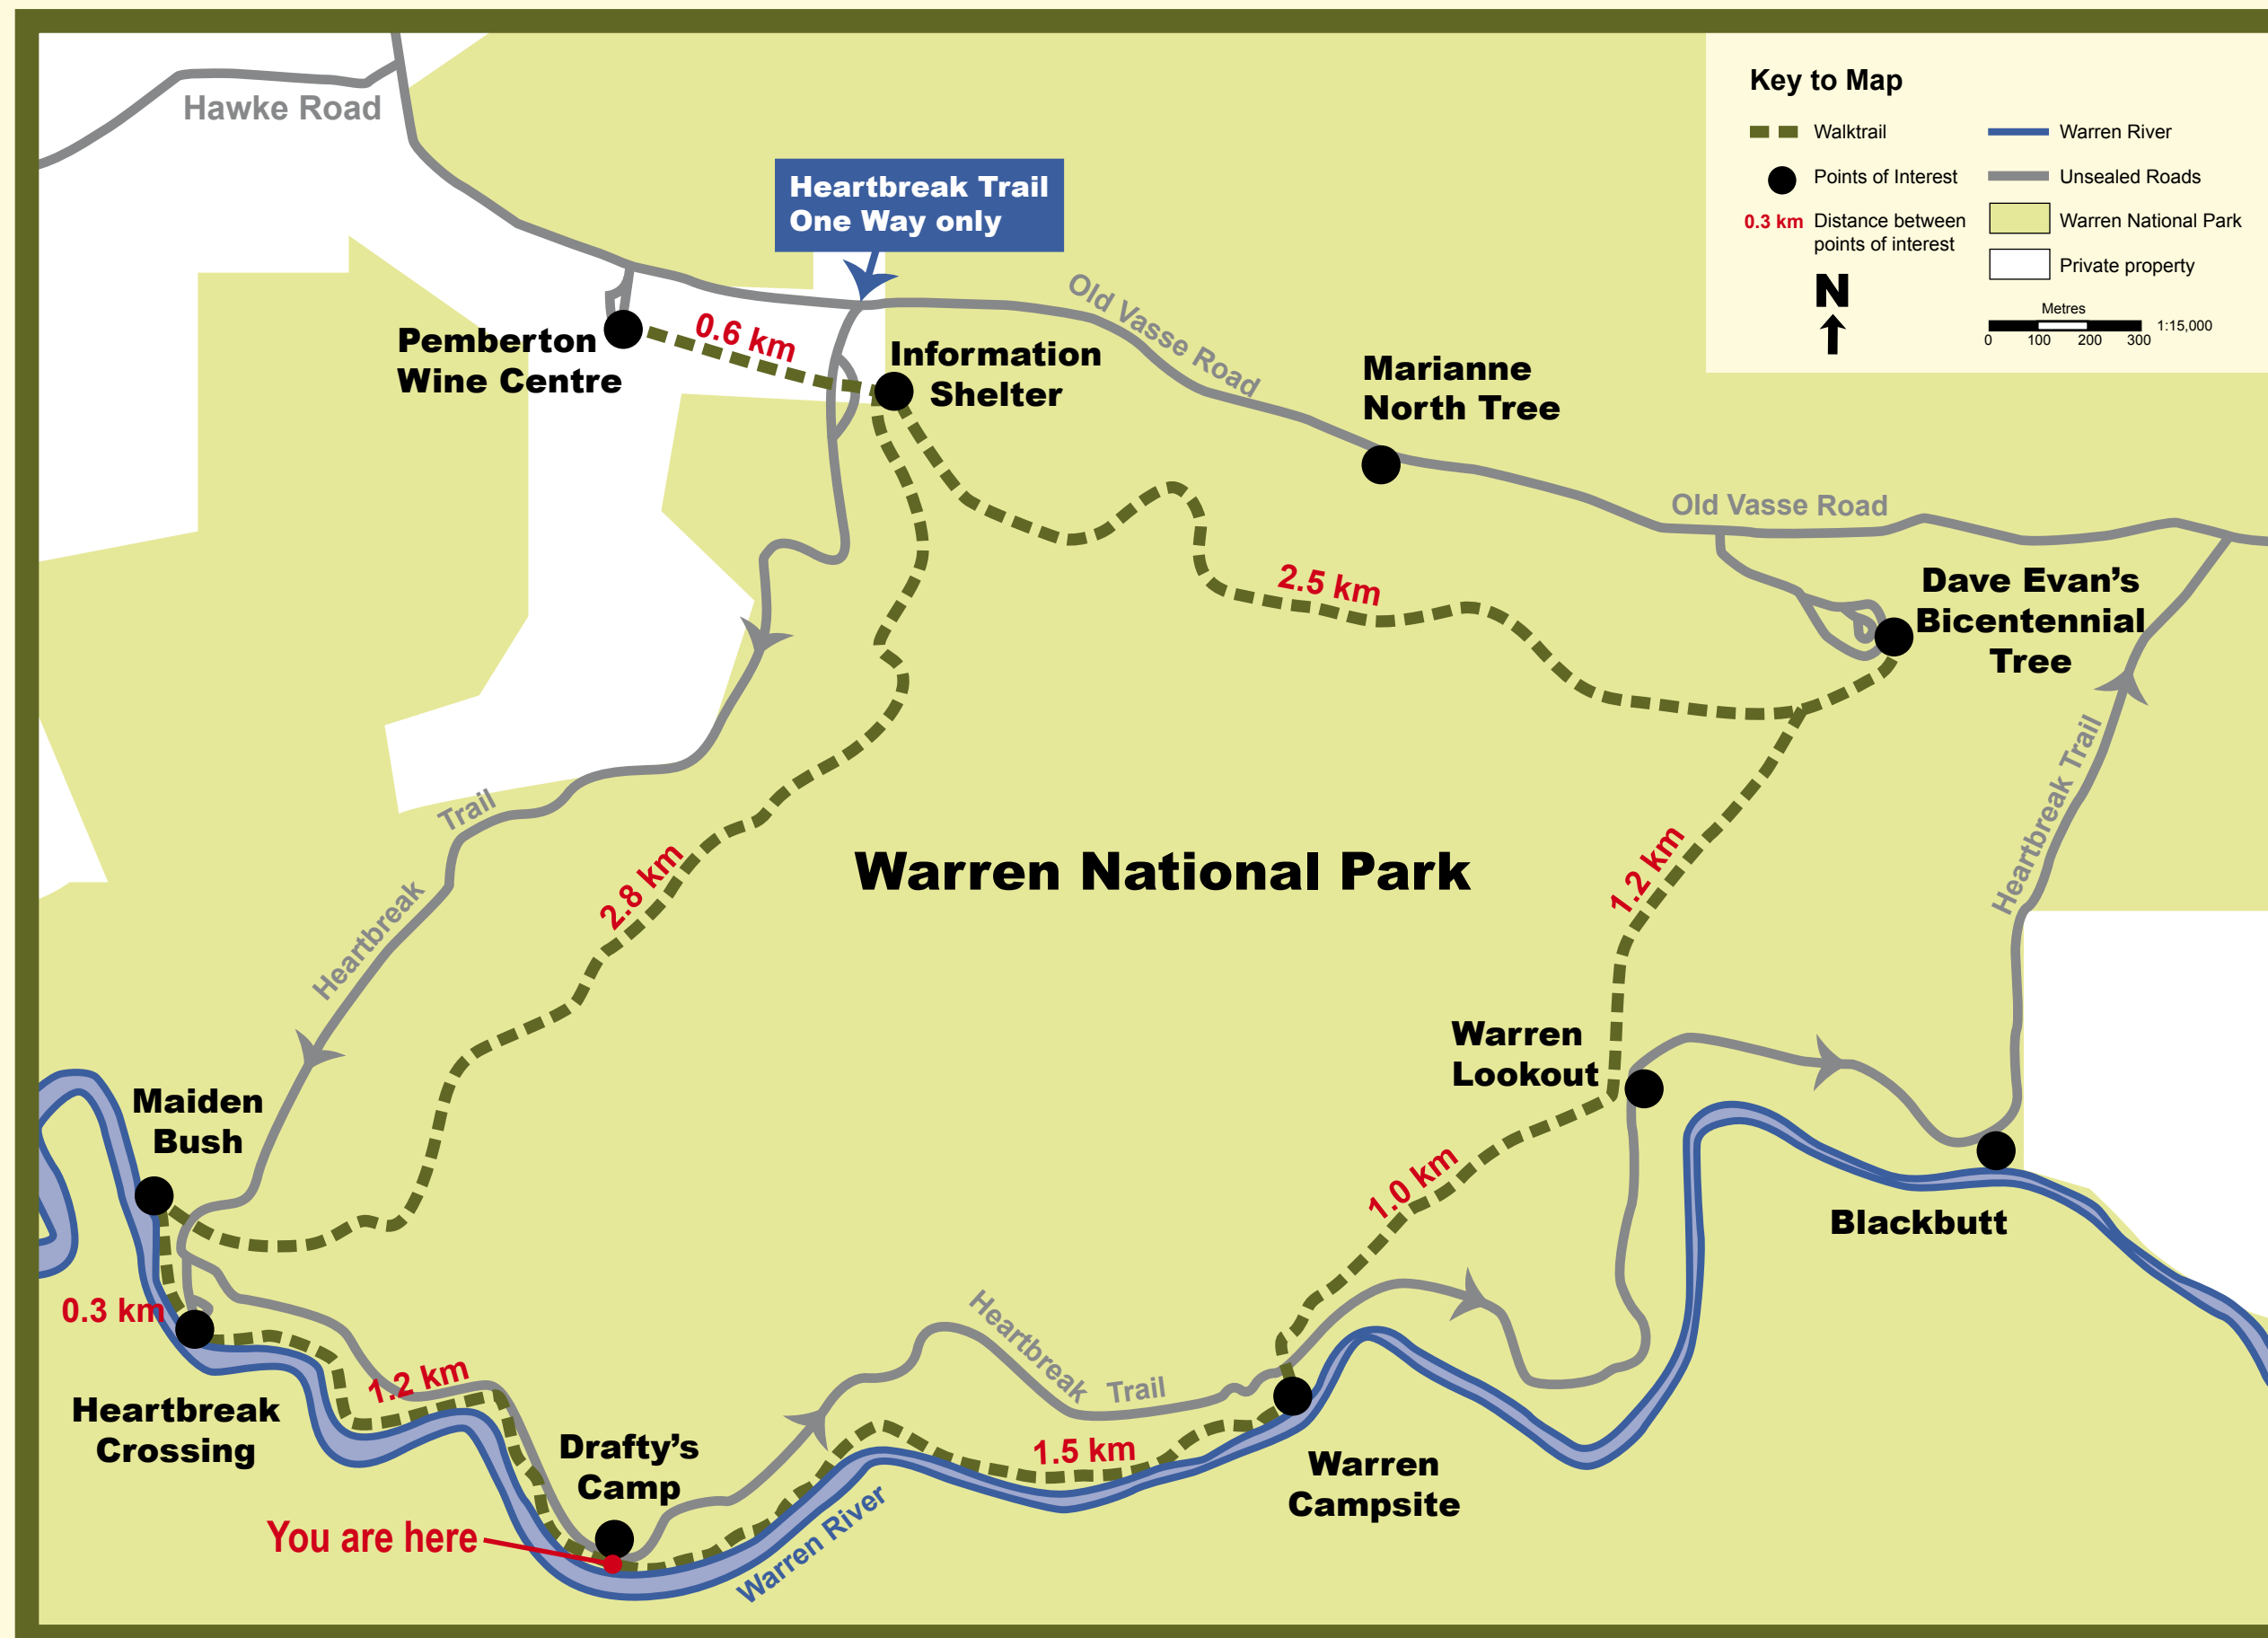 Hawke Road
Heartbreak Trail
One Way only
Key to Map
Walktrail
Points of Interest
0.3 km
Distance between
points of interest
N
Warren River
Unsealed Roads
Warren National Park
Private property
Metres
0 100 200 300
1:15,000
Pemberton
Wine Centre
0.6 km
Information
Shelter
Old Vasse Road
Marianne
North Tree
Old Vasse Road
2.5 km
Dave Evan’s
Bicentennial
Tree
Heartbreak Trail
Trail
Heartbreak
2.8 km
Warren National Park
1.2 km
Warren
Lookout
Maiden
Bush
1.0 km
Blackbutt
0.3 km
Heartbreak
Crossing
1.2 km
Heartbreak
Trail
Drafty’s
Camp
1.5 km
Warren
Campsite
You are here
Warren River